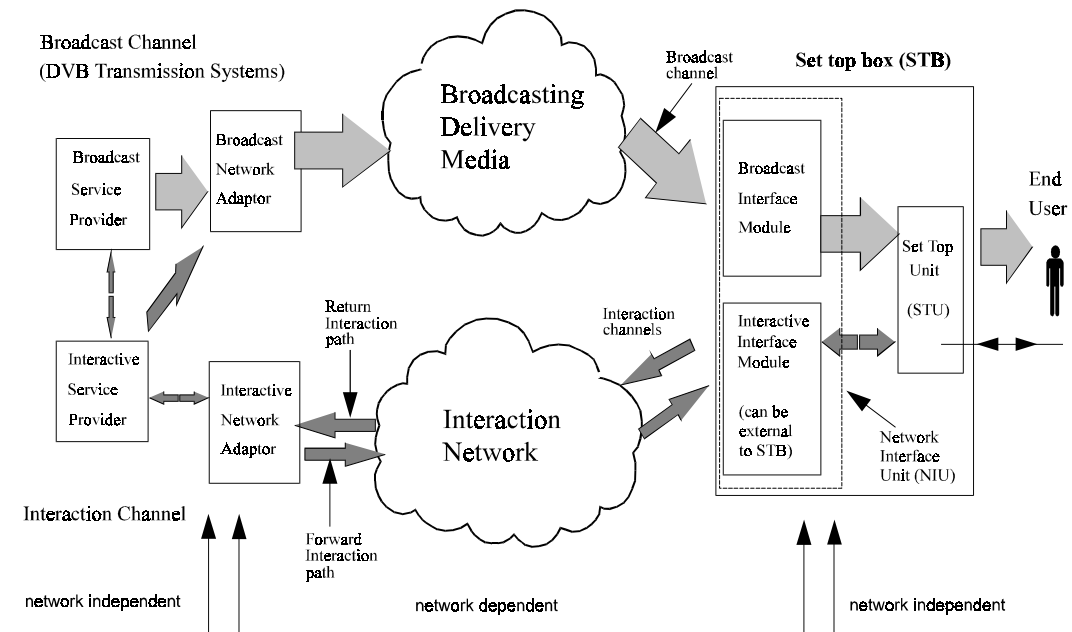 Broadcast Channel
(DVB Transmission Systems)
Broadcast
Service
Provider
Broadcast
Network
Adaptor
Broadcasting
Delivery
Media
Broadcast
channel
Set top box (STB)
Broadcast
Interface
Module
Set Top
Unit
(STU)
End
User
Interactive
Service
Provider
Interactive
Network
Adaptor
Return
Interaction
path
Forward
Interaction
path
Interaction
Network
Interaction
channels
Interactive
Interface
Module
(can be
external
to STB)
Network
Interface
Unit (NIU)
Interaction Channel
network independent
network dependent
network independent